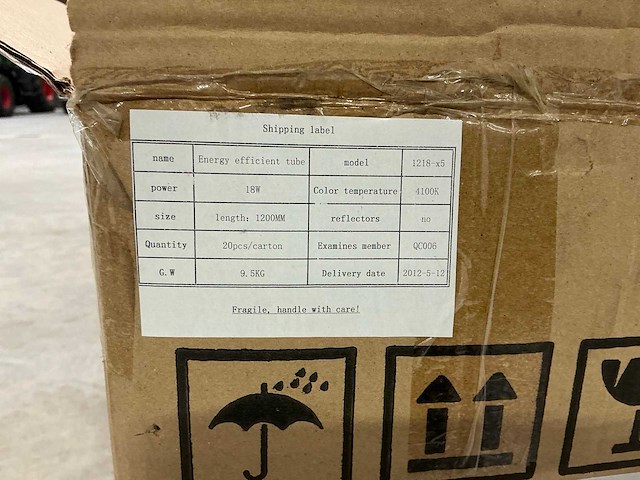 Shipping label
name Energy efficient tube model 1218-x5
power 18W Color temperature 4100K
size length: 1200MM reflectors no
Quantity 20pcs/carton Examines member QC006
G.W 9.5KG Delivery date 2012-5-12
Fragile, handle with care!